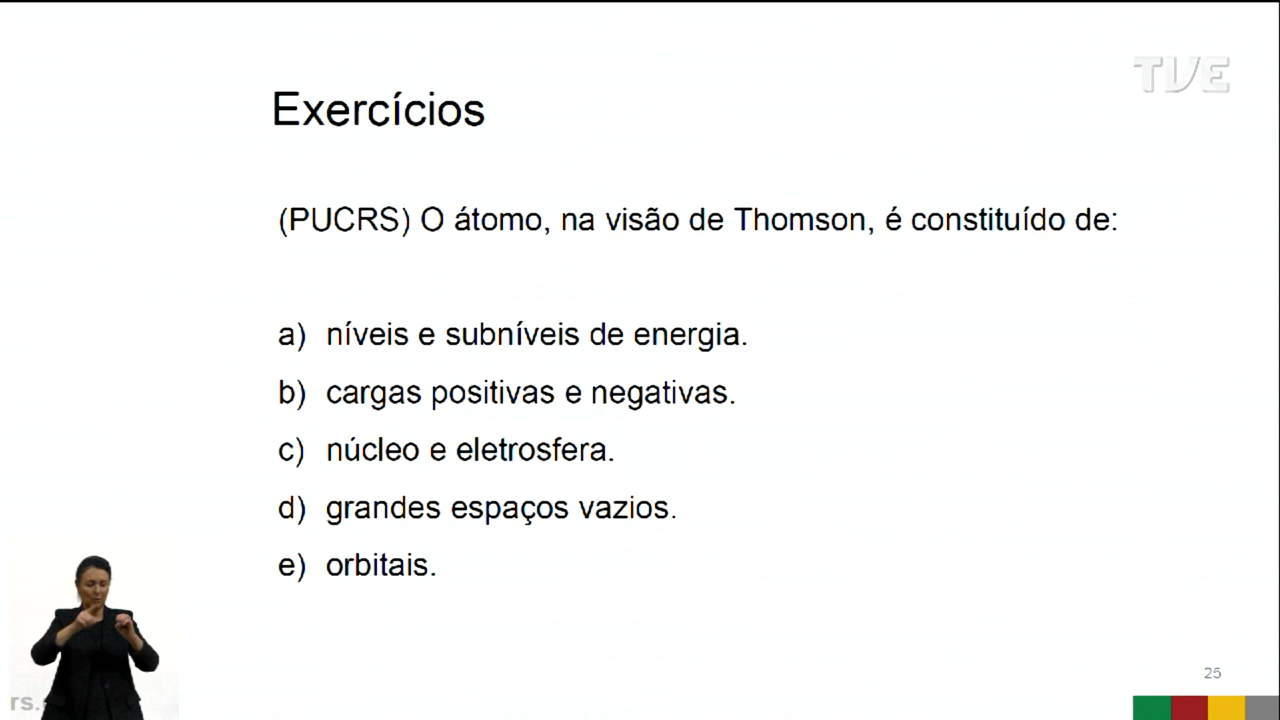 TVE
Exercícios
(PUCRS) O átomo, na visão de Thomson, é constituído de:
a) níveis e subníveis de energia.
b) cargas positivas e negativas.
c) núcleo e eletrosfera.
d) grandes espaços vazios.
e) orbitais.
25
rs.